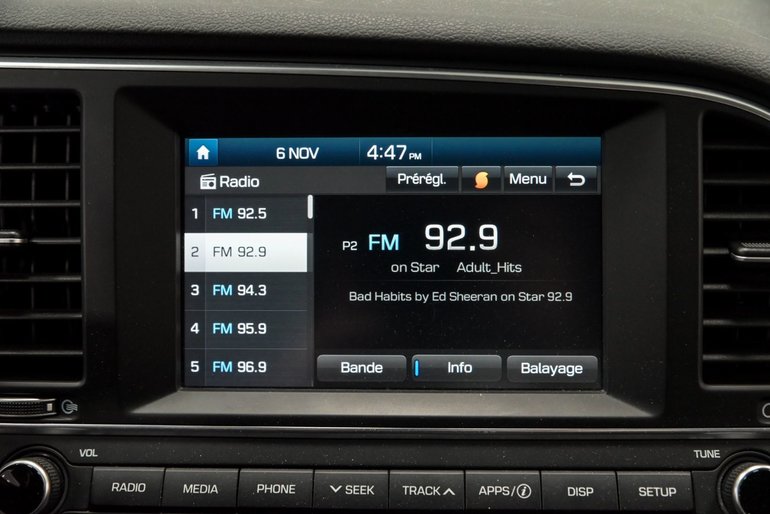 6 NOV 4:47 PM
Radio Prérégl. Menu
1 FM 92.5
2 FM 92.9
3 FM 94.3
4 FM 95.9
5 FM 96.9
P2 FM 92.9
on Star Adult_Hits
Bad Habits by Ed Sheeran on Star 92.9
Bande Info Balayage
VOL TUNE
RADIO MEDIA PHONE SEEK TRACK APPS/i DISP SETUP